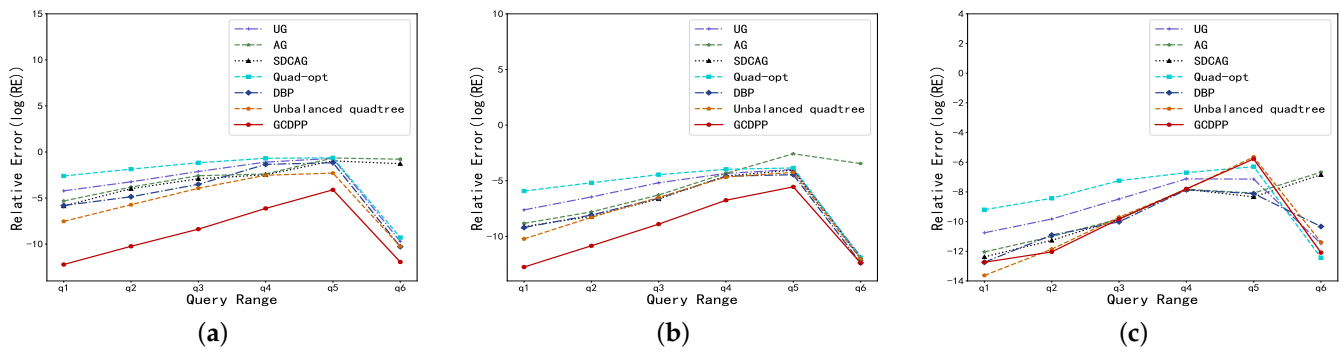 15
10
5
0
−5
−10
Relative Error(log(RE))
UG
AG
SDCAG
Quad-opt
DBP
Unbalanced quadtree
GCDPP
q1 q2 q3 q4 q5 q6
Query Range
(a)
10
5
0
−5
−10
Relative Error(log(RE))
UG
AG
SDCAG
Quad-opt
DBP
Unbalanced quadtree
GCDPP
q1 q2 q3 q4 q5 q6
Query Range
(b)
4
2
0
−2
−4
−6
−8
−10
−12
−14
Relative Error(log(RE))
UG
AG
SDCAG
Quad-opt
DBP
Unbalanced quadtree
GCDPP
q1 q2 q3 q4 q5 q6
Query Range
(c)